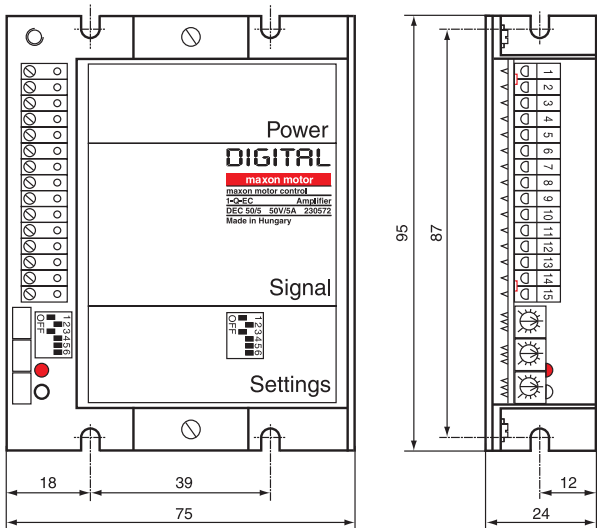 Power
DIGITAL
maxon motor
maxon motor control
1-Q-EC Amplifier
DEC 50/5 50V/5A 230572
Made in Hungary
Signal
OFF
1 2 3 4 5 6
OFF
1 2 3 4 5 6
Settings
18
39
75
95
87
1
2
3
4
5
6
7
8
9
10
11
12
13
14
15
12
24